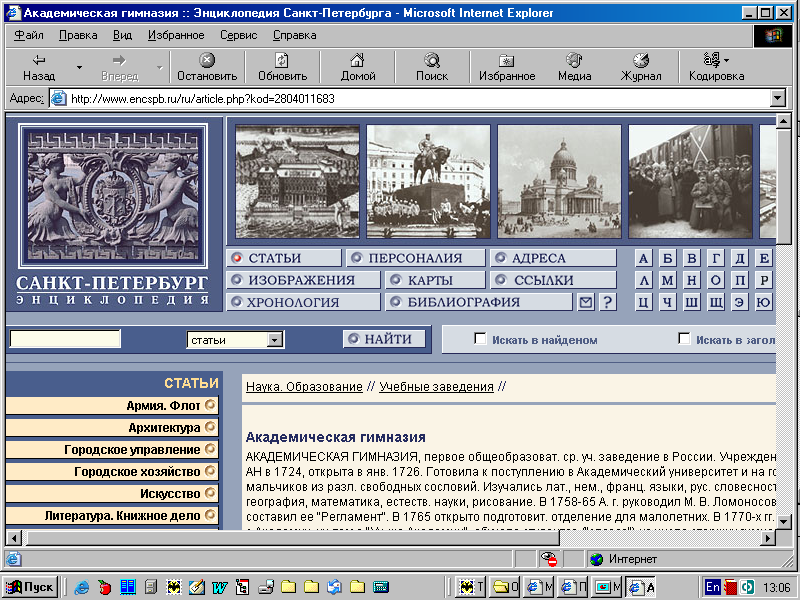 Академическая гимназия :: Энциклопедия Санкт-Петербурга - Microsoft Internet Explorer
Файл Правка Вид Избранное Сервис Справка
Назад Вперед Остановить Обновить Домой Поиск Избранное Медиа Журнал Кодировка
Адрес: http://www.encspb.ru/ru/article.php?kod=2804011683
САНКТ-ПЕТЕРБУРГ
ЭНЦИКЛОПЕДИЯ
СТАТЬИ ПЕРСОНАЛИЯ АДРЕСА А Б В Г Д Е
ИЗОБРАЖЕНИЯ КАРТЫ ССЫЛКИ Л М Н О П Р
ХРОНОЛОГИЯ БИБЛИОГРАФИЯ ? Ц Ч Ш Щ Э Ю
статьи НАЙТИ Искать в найденом Искать в загол
СТАТЬИ
Армия. Флот
Архитектура
Городское управление
Городское хозяйство
Искусство
Литература. Книжное дело
Наука. Образование // Учебные заведения //
Академическая гимназия
АКАДЕМИЧЕСКАЯ ГИМНАЗИЯ, первое общеобразоват. ср. уч. заведение в России. Учрежден
АН в 1724, открыта в янв. 1726. Готовила к поступлению в Академический университет и на го
мальчиков из разл. свободных сословий. Изучались лат., нем., франц. языки, рус. словесност
география, математика, естеств. науки, рисование. В 1758-65 А. г. руководил М. В. Ломоносов
составил ее "Регламент". В 1765 открыто подготовит. отделение для малолетних. В 1770-х гг.
Интернет
Пуск Т О М П М А En 13:06